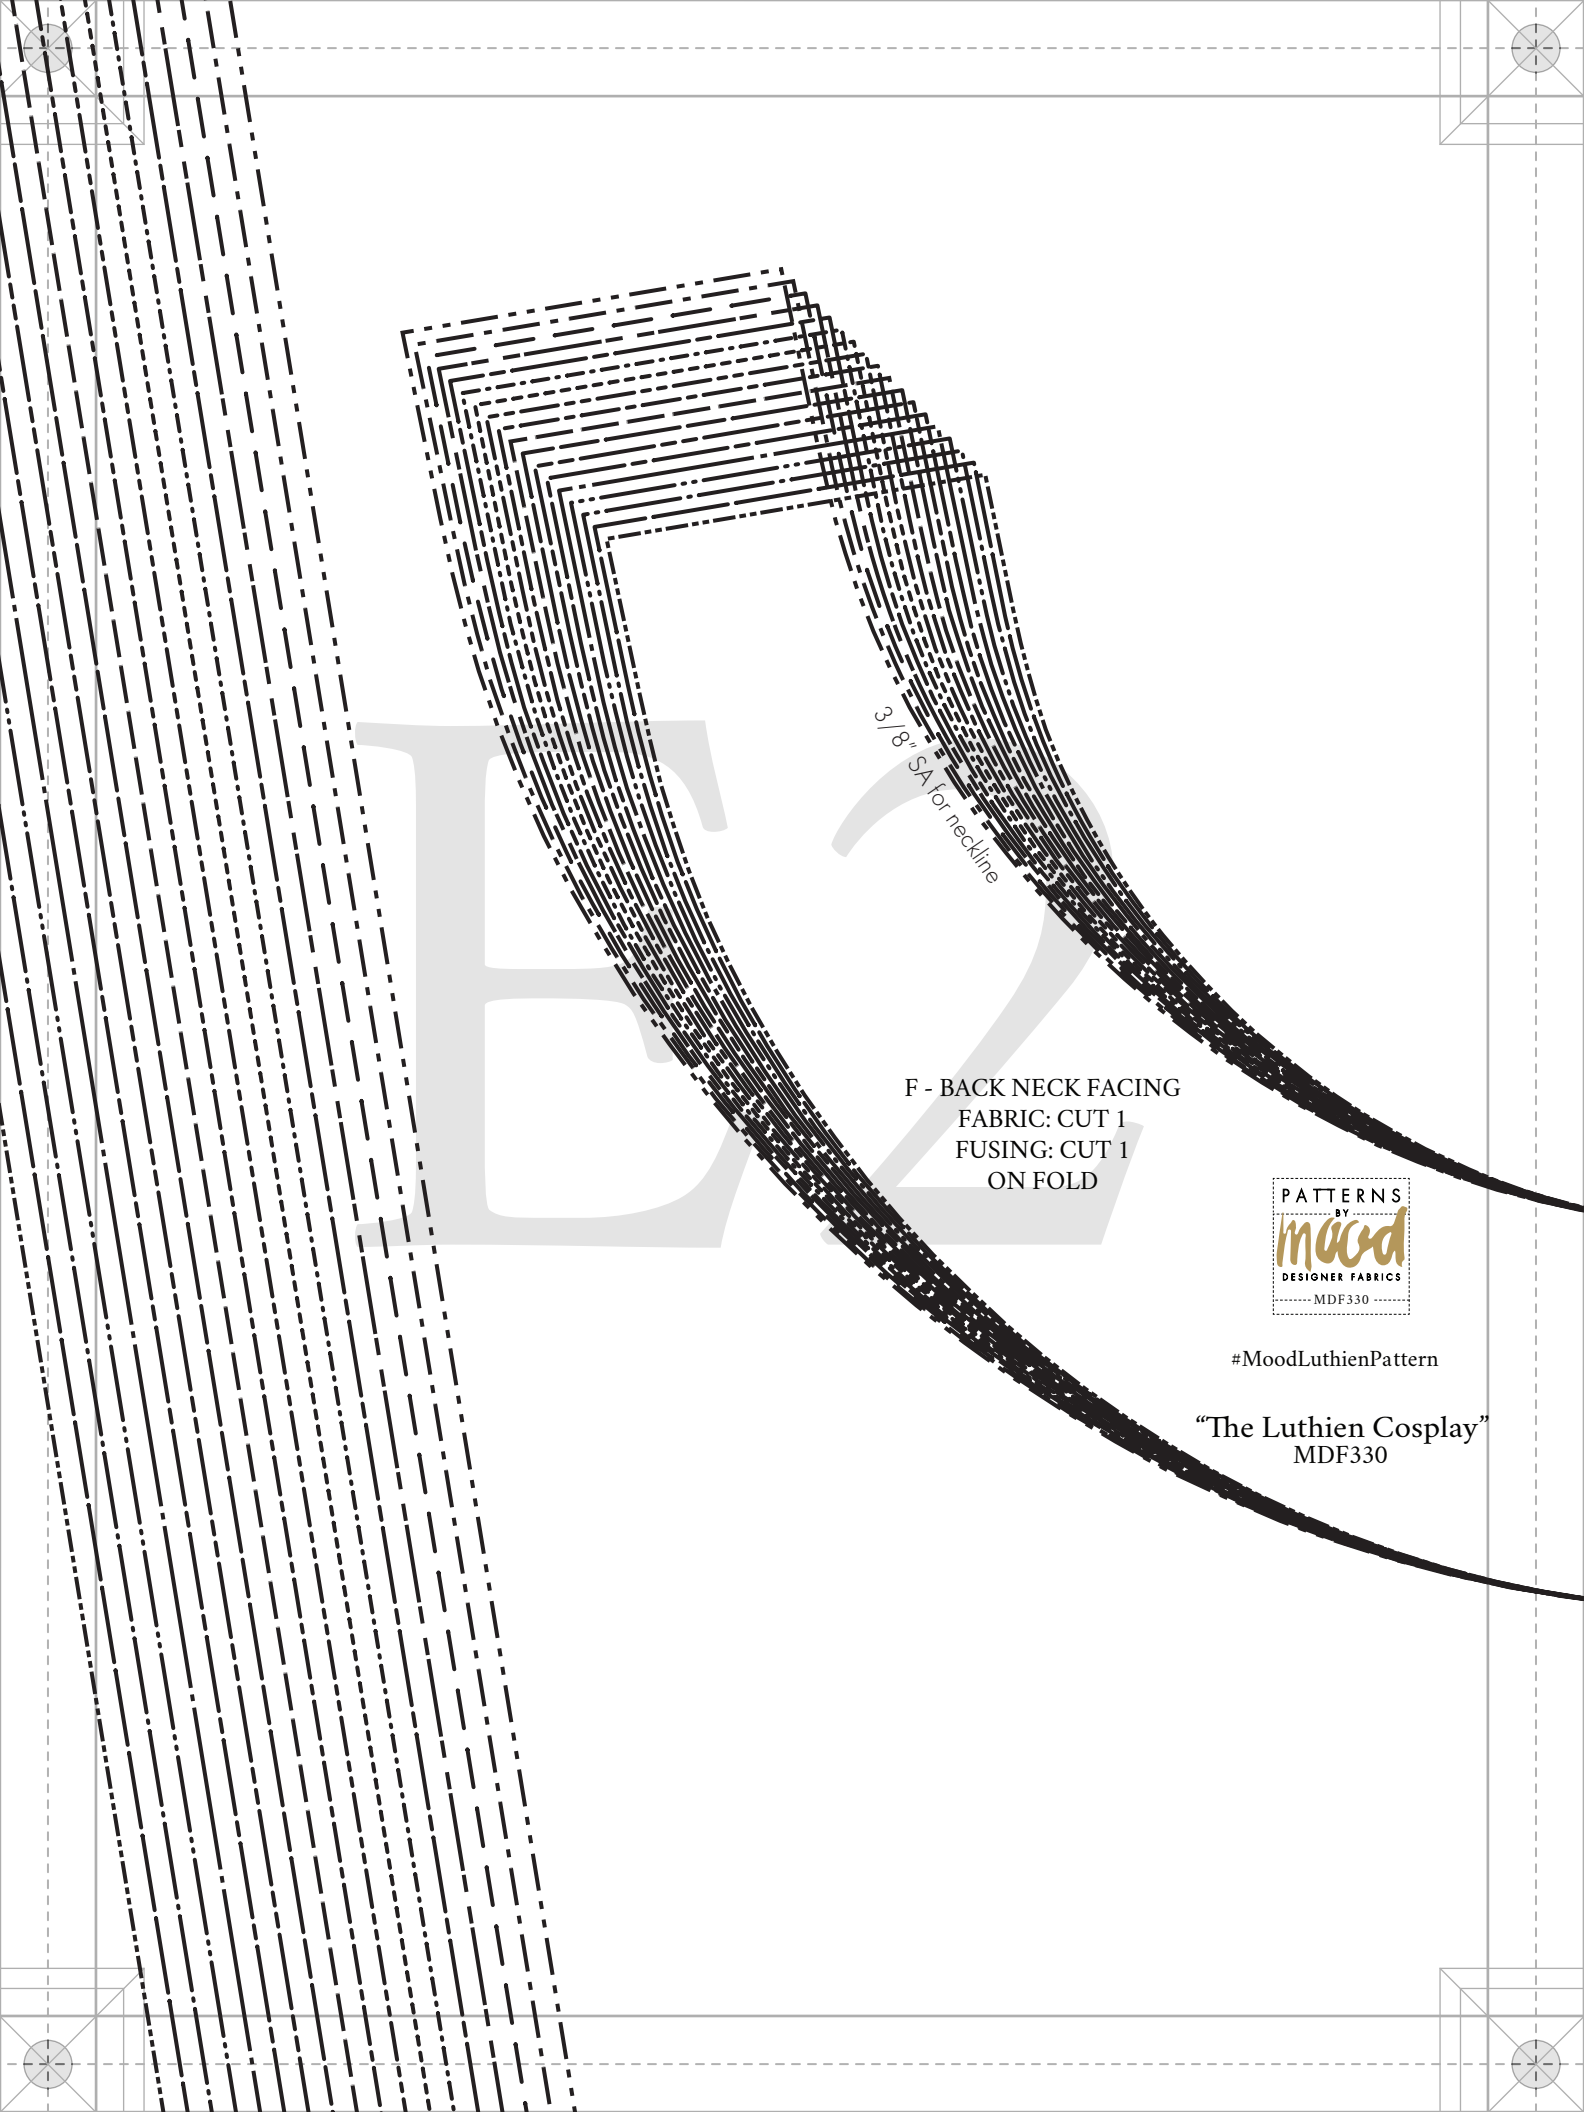 E2
3/8" SA for neckline
F - BACK NECK FACING
FABRIC: CUT 1
FUSING: CUT 1
ON FOLD
PATTERNS
BY
mood
DESIGNER FABRICS
MDF330
#MoodLuthienPattern
“The Luthien Cosplay”
MDF330